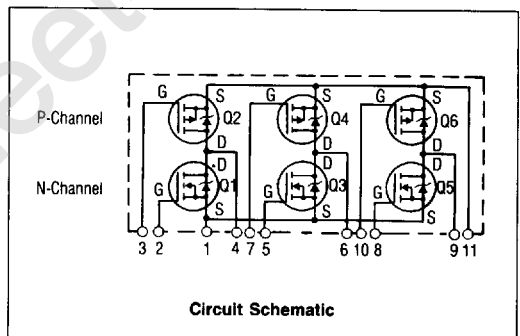 G S G S G S
P-Channel Q2 Q4 Q6
D D D
D D D
N-Channel G Q1 G Q3 G Q5
S S S
3 2 1 4 7 5 6 10 8 9 11
Circuit Schematic